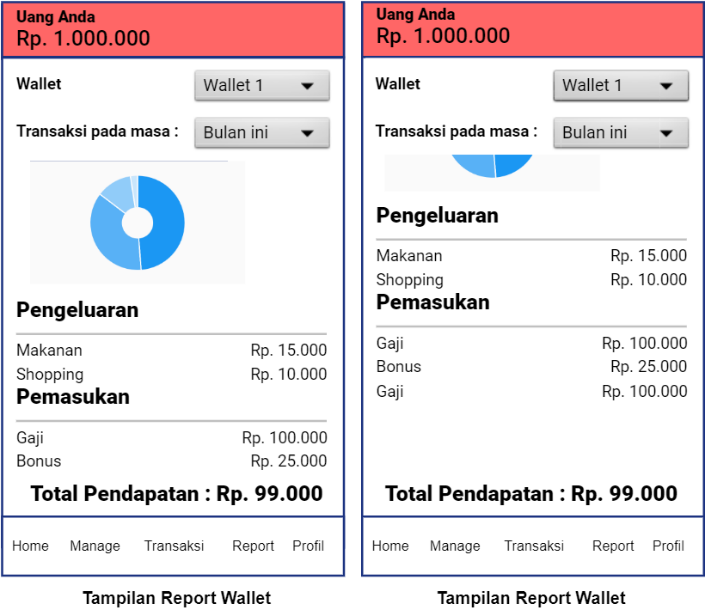 Uang Anda
Rp. 1.000.000
Wallet
Wallet 1
Transaksi pada masa :
Bulan ini
Pengeluaran
Makanan Rp. 15.000
Shopping Rp. 10.000
Pemasukan
Gaji Rp. 100.000
Bonus Rp. 25.000
Total Pendapatan : Rp. 99.000
Home Manage Transaksi Report Profil
Tampilan Report Wallet
Uang Anda
Rp. 1.000.000
Wallet
Wallet 1
Transaksi pada masa :
Bulan ini
Pengeluaran
Makanan Rp. 15.000
Shopping Rp. 10.000
Pemasukan
Gaji Rp. 100.000
Bonus Rp. 25.000
Gaji Rp. 100.000
Total Pendapatan : Rp. 99.000
Home Manage Transaksi Report Profil
Tampilan Report Wallet